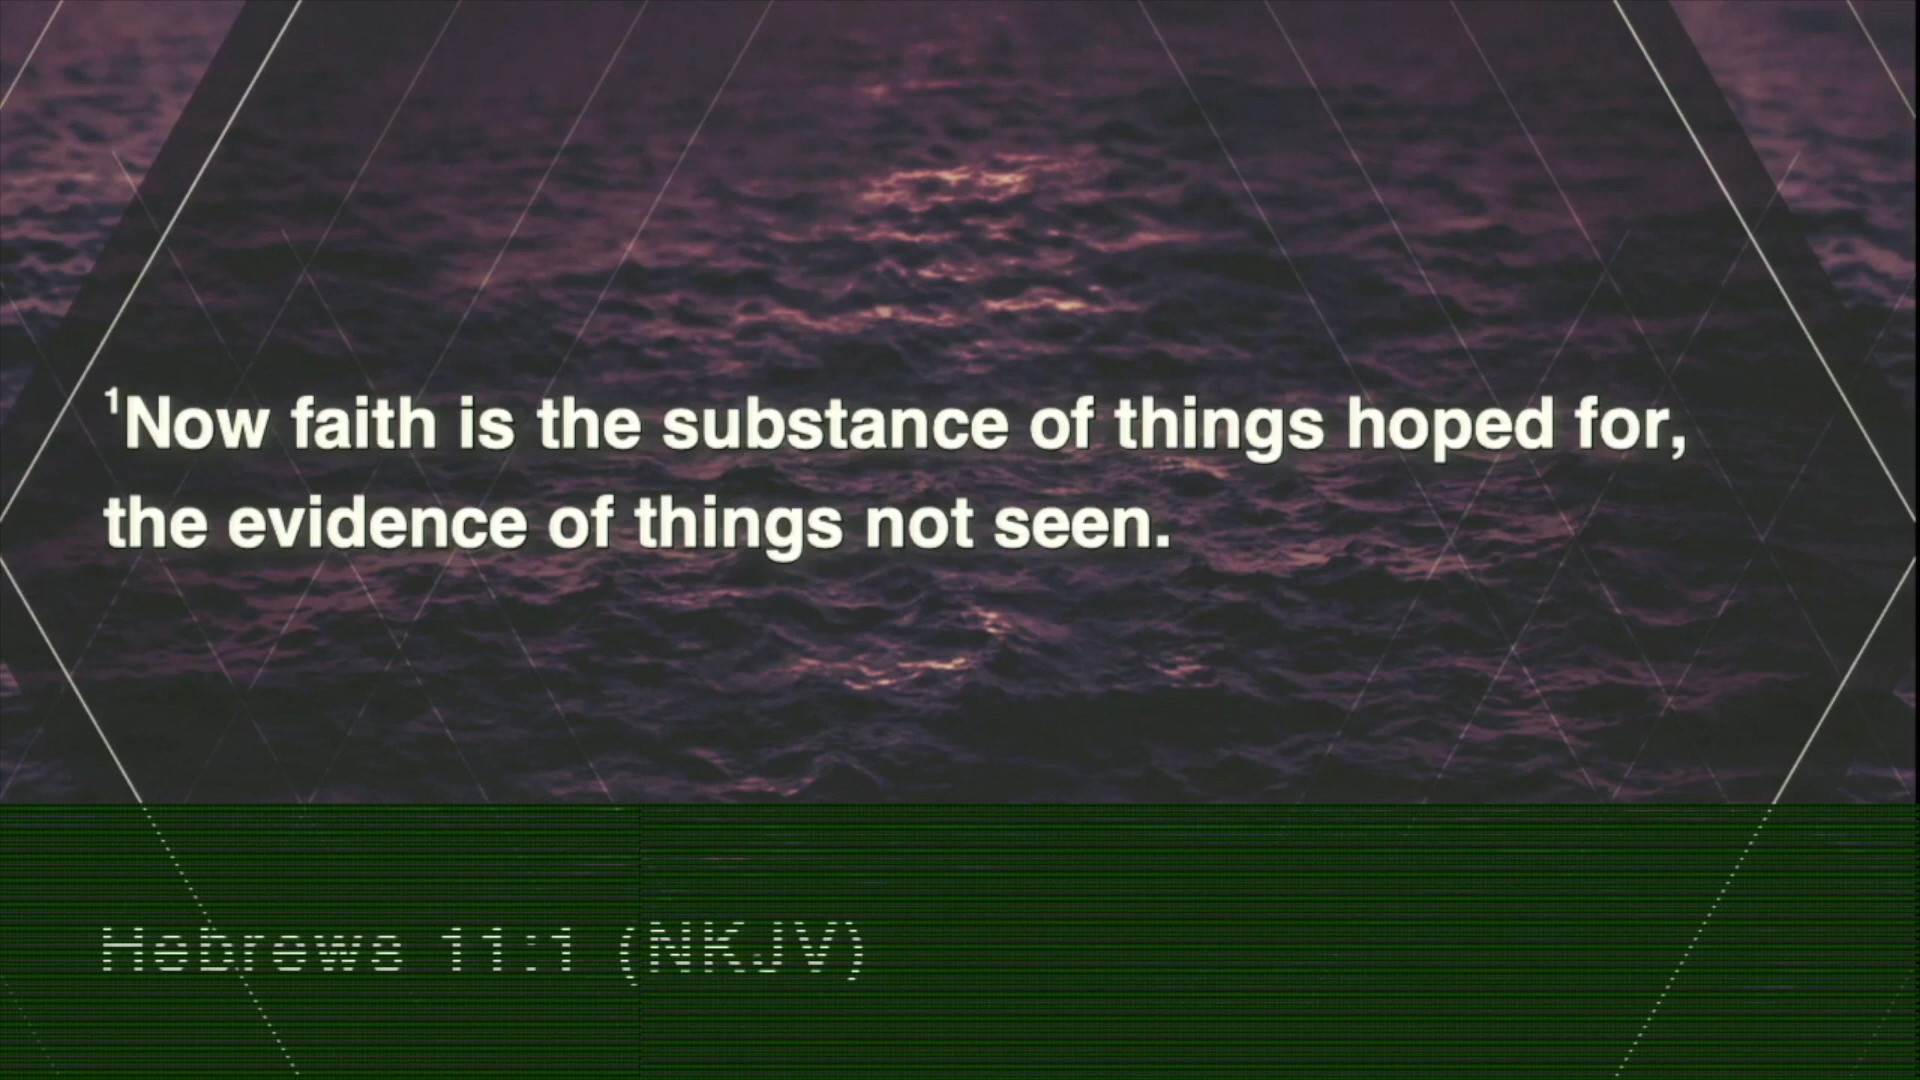 ¹Now faith is the substance of things hoped for,
the evidence of things not seen.
Hebrews 11:1 (NKJV)